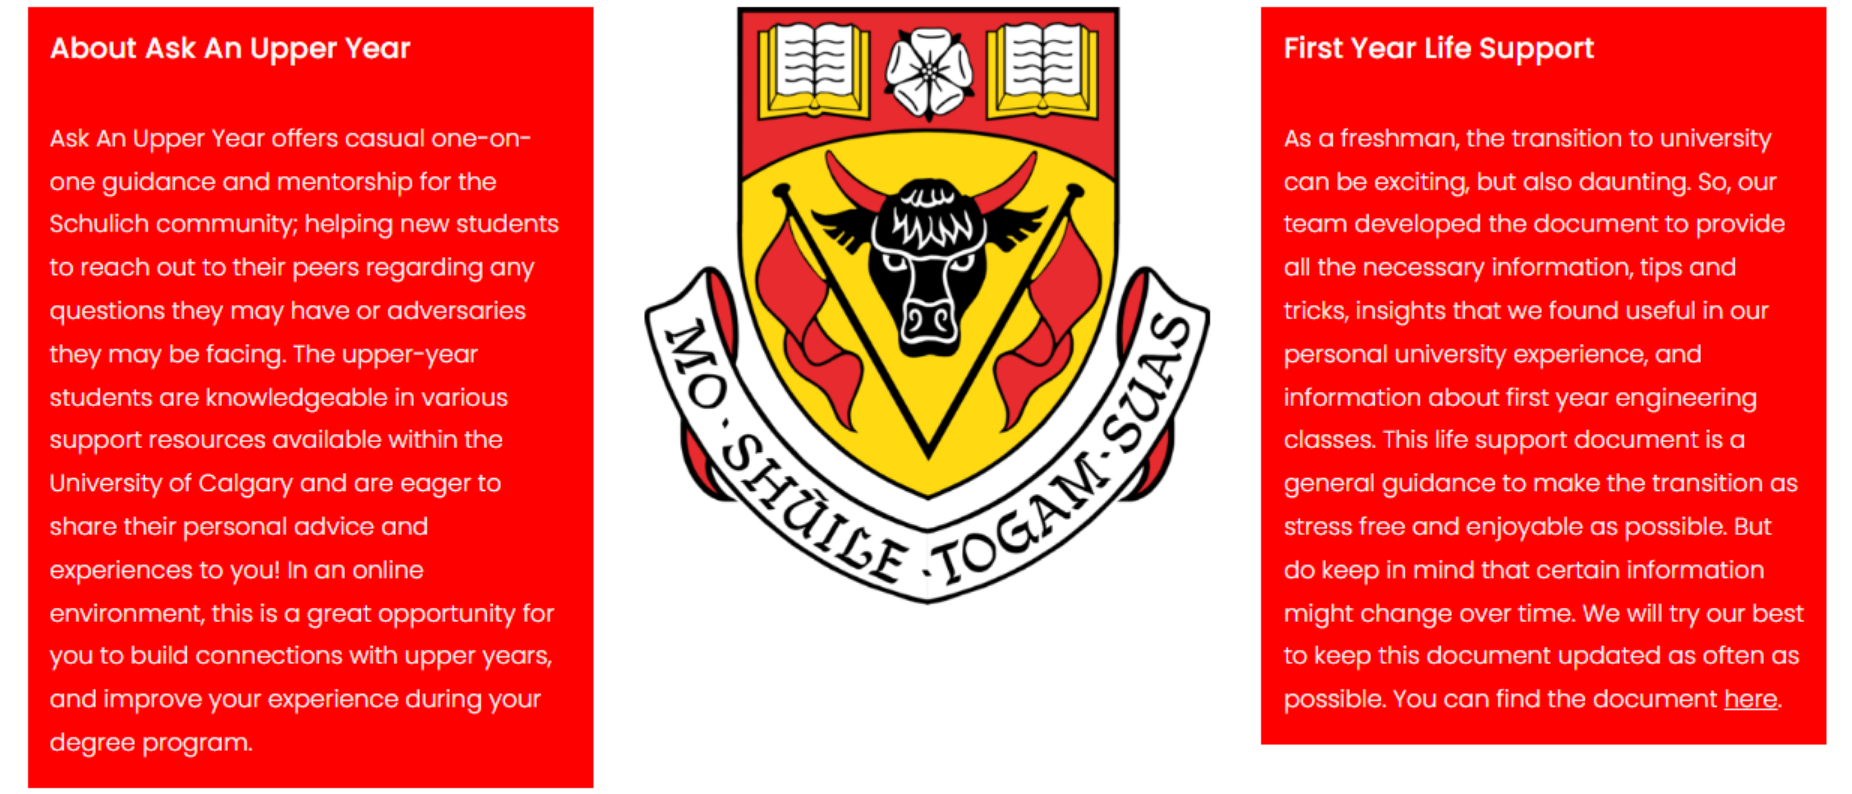 About Ask An Upper Year
Ask An Upper Year offers casual one-on-
one guidance and mentorship for the
Schulich community; helping new students
to reach out to their peers regarding any
questions they may have or adversaries
they may be facing. The upper-year
students are knowledgeable in various
support resources available within the
University of Calgary and are eager to
share their personal advice and
experiences to you! In an online
environment, this is a great opportunity for
you to build connections with upper years,
and improve your experience during your
degree program.
MO · SHŪILE · TOGAM · SUAS
First Year Life Support
As a freshman, the transition to university
can be exciting, but also daunting. So, our
team developed the document to provide
all the necessary information, tips and
tricks, insights that we found useful in our
personal university experience, and
information about first year engineering
classes. This life support document is a
general guidance to make the transition as
stress free and enjoyable as possible. But
do keep in mind that certain information
might change over time. We will try our best
to keep this document updated as often as
possible. You can find the document here.